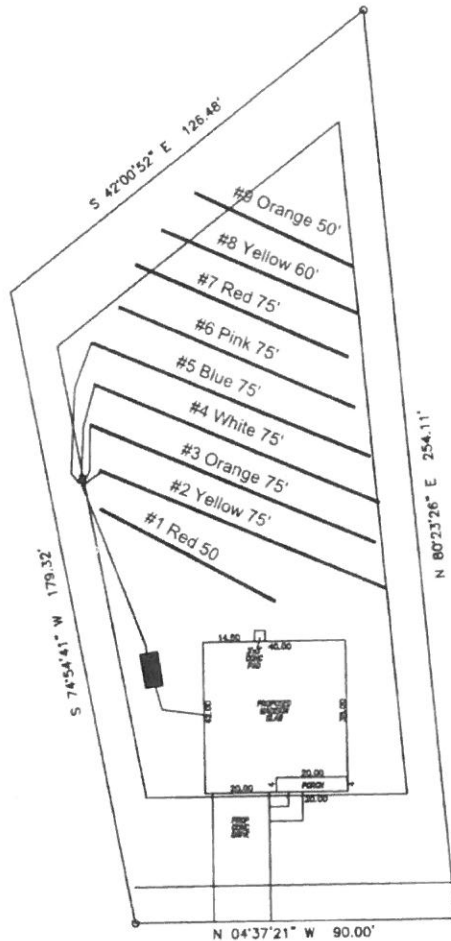 S 42°00'52" E 126.48'
#9 Orange 50'
#8 Yellow 60'
#7 Red 75'
#6 Pink 75'
#5 Blue 75'
#4 White 75'
#3 Orange 75'
#2 Yellow 75'
#1 Red 50
N 80°23'26" E 254.11'
S 74°54'41" W 179.32'
40.00
PROPOSED
SLAB
20.00
20.00
PORCH
20.00
N 04°37'21" W 90.00'